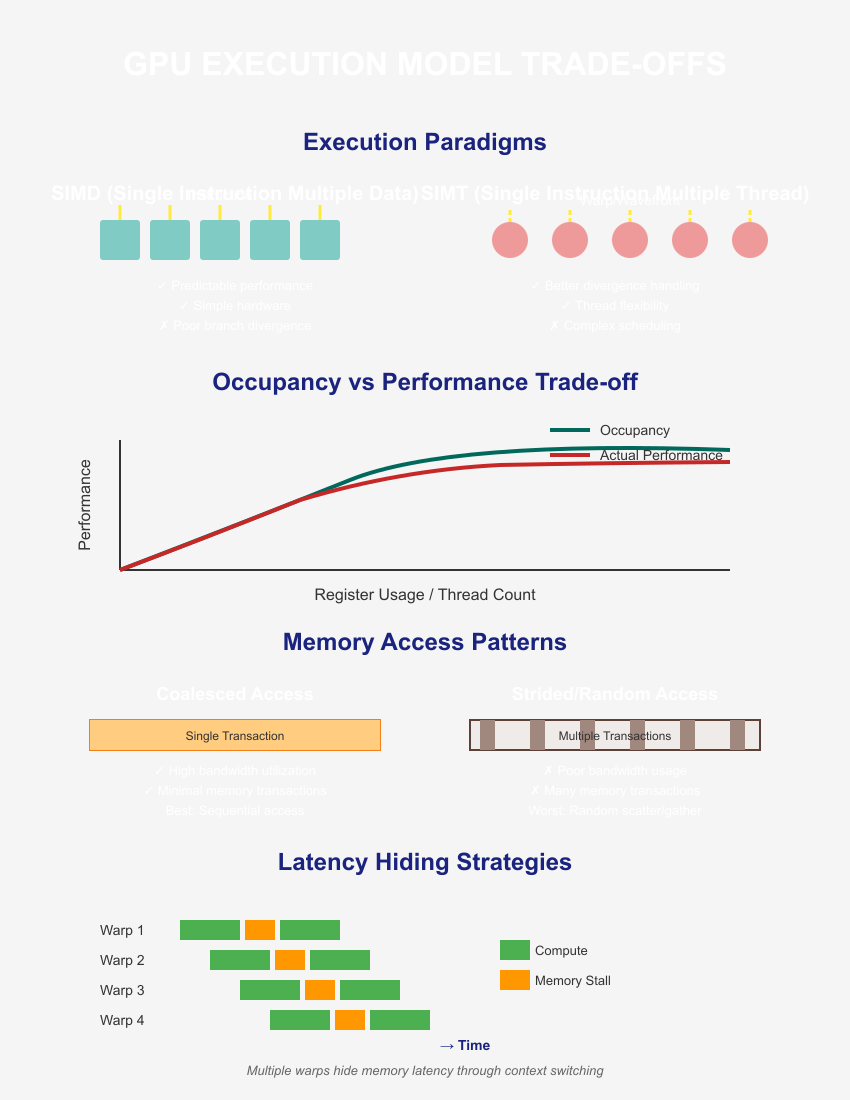 GPU EXECUTION MODEL TRADE-OFFS
Execution Paradigms
SIMD (Single Instruction Multiple Data)
SIMT (Single Instruction Multiple Thread)
Warp/Wavefront
✓ Predictable performance
✓ Simple hardware
✗ Poor branch divergence
✓ Better divergence handling
✓ Thread flexibility
✗ Complex scheduling
Occupancy vs Performance Trade-off
Occupancy
Actual Performance
Performance
Register Usage / Thread Count
Memory Access Patterns
Coalesced Access
Single Transaction
✓ High bandwidth utilization
✓ Minimal memory transactions
Best: Sequential access
Strided/Random Access
Multiple Transactions
✗ Poor bandwidth usage
✗ Many memory transactions
Worst: Random scatter/gather
Latency Hiding Strategies
Warp 1
Warp 2
Warp 3
Warp 4
Compute
Memory Stall
→ Time
Multiple warps hide memory latency through context switching